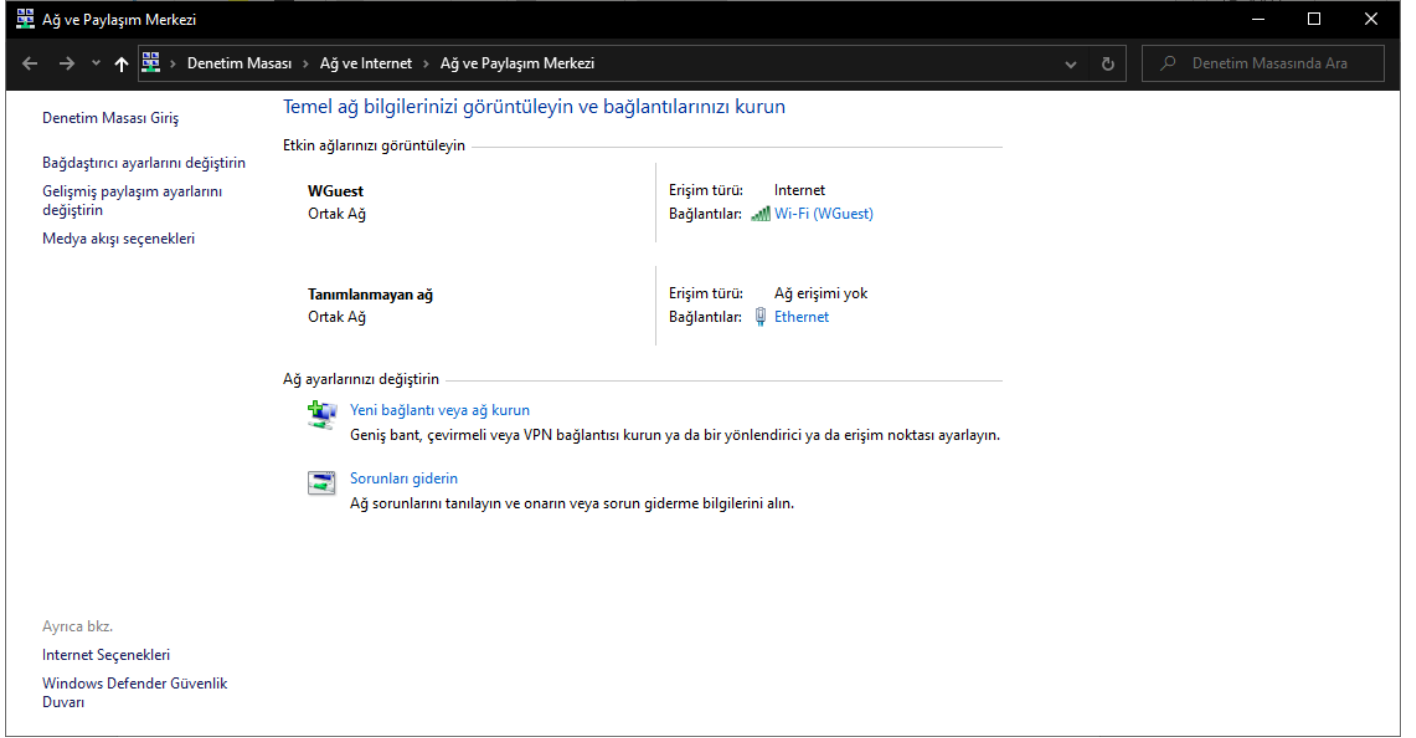 Ağ ve Paylaşım Merkezi
Denetim Masası > Ağ ve Internet > Ağ ve Paylaşım Merkezi
Denetim Masasında Ara
Denetim Masası Giriş
Bağdaştırıcı ayarlarını değiştirin
Gelişmiş paylaşım ayarlarını
değiştirin
Medya akışı seçenekleri
Temel ağ bilgilerinizi görüntüleyin ve bağlantılarınızı kurun
Etkin ağlarınızı görüntüleyin
WGuest
Ortak Ağ
Erişim türü: Internet
Bağlantılar: Wi-Fi (WGuest)
Tanımlanmayan ağ
Ortak Ağ
Erişim türü: Ağ erişimi yok
Bağlantılar: Ethernet
Ağ ayarlarınızı değiştirin
Yeni bağlantı veya ağ kurun
Geniş bant, çevirmeli veya VPN bağlantısı kurun ya da bir yönlendirici ya da erişim noktası ayarlayın.
Sorunları giderin
Ağ sorunlarını tanılayın ve onarın veya sorun giderme bilgilerini alın.
Ayrıca bkz.
Internet Seçenekleri
Windows Defender Güvenlik
Duvarı